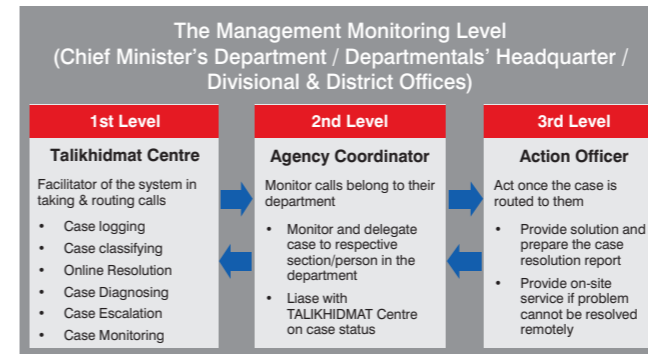 The Management Monitoring Level
(Chief Minister's Department / Departmentals' Headquarter /
Divisional & District Offices)
1st Level
Talikhidmat Centre
Facilitator of the system in
taking & routing calls
• Case logging
• Case classifying
• Online Resolution
• Case Diagnosing
• Case Escalation
• Case Monitoring
2nd Level
Agency Coordinator
Monitor calls belong to their
department
• Monitor and delegate
case to respective
section/person in the
department
• Liase with
TALIKHIDMAT Centre
on case status
3rd Level
Action Officer
Act once the case is
routed to them
• Provide solution and
prepare the case
resolution report
• Provide on-site
service if problem
cannot be resolved
remotely